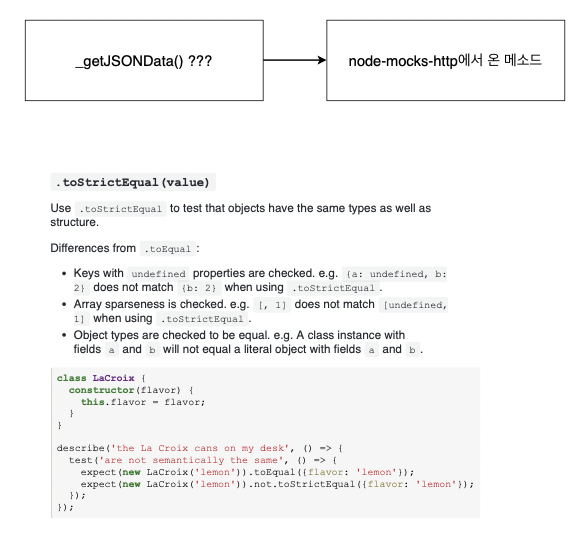 _getJSONData() ???
node-mocks-http에서 온 메소드
.toStrictEqual(value)
Use .toStrictEqual to test that objects have the same types as well as
structure.
Differences from .toEqual :
• Keys with undefined properties are checked. e.g. {a: undefined, b:
2} does not match {b: 2} when using .toStrictEqual .
• Array sparseness is checked. e.g. [, 1] does not match [undefined,
1] when using .toStrictEqual .
• Object types are checked to be equal. e.g. A class instance with
fields a and b will not equal a literal object with fields a and b .
class LaCroix {
  constructor(flavor) {
    this.flavor = flavor;
  }
}

describe('the La Croix cans on my desk', () => {
  test('are not semantically the same', () => {
    expect(new LaCroix('lemon')).toEqual({flavor: 'lemon'});
    expect(new LaCroix('lemon')).not.toStrictEqual({flavor: 'lemon'});
  });
});